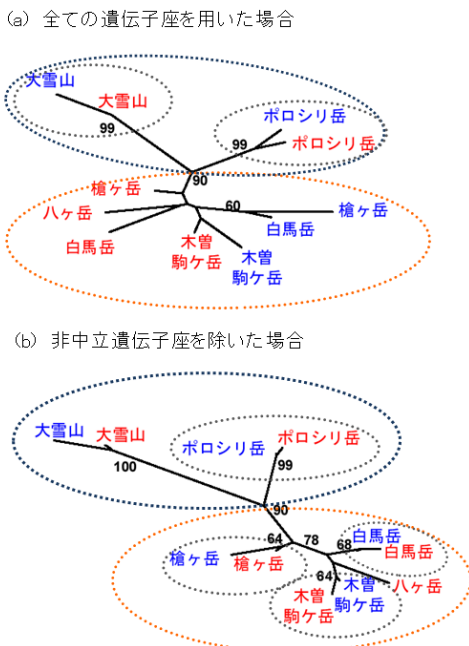 (a) 全ての遺伝子座を用いた場合
大雪山
大雪山
99
ポロシリ岳
ポロシリ岳
99
90
槍ヶ岳
八ヶ岳
白馬岳
60
槍ヶ岳
白馬岳
木曽
駒ケ岳
木曽
駒ケ岳
(b) 非中立遺伝子座を除いた場合
大雪山
大雪山
100
ポロシリ岳
ポロシリ岳
99
90
64
78
68
白馬岳
白馬岳
槍ヶ岳
槍ヶ岳
64
八ヶ岳
木曽
駒ケ岳
木曽
駒ケ岳